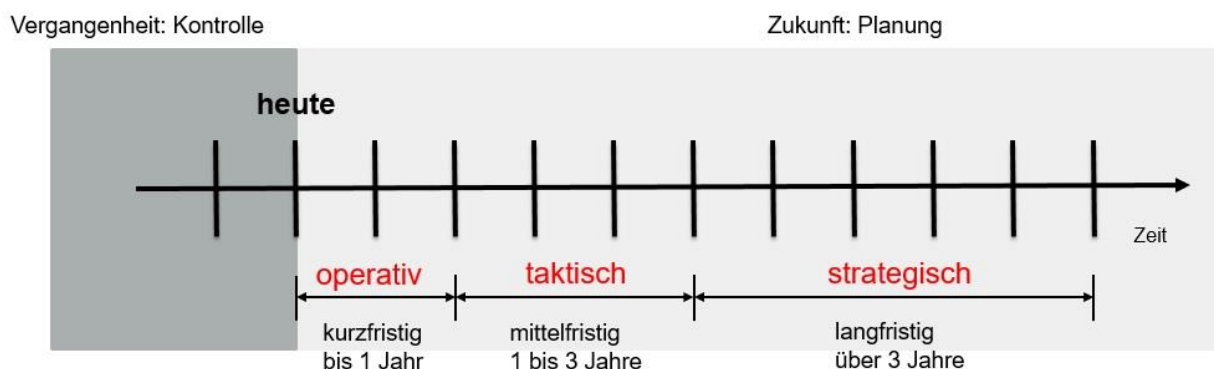 Vergangenheit: Kontrolle
Zukunft: Planung
heute
Zeit
operativ
taktisch
strategisch
kurzfristig
bis 1 Jahr
mittelfristig
1 bis 3 Jahre
langfristig
über 3 Jahre